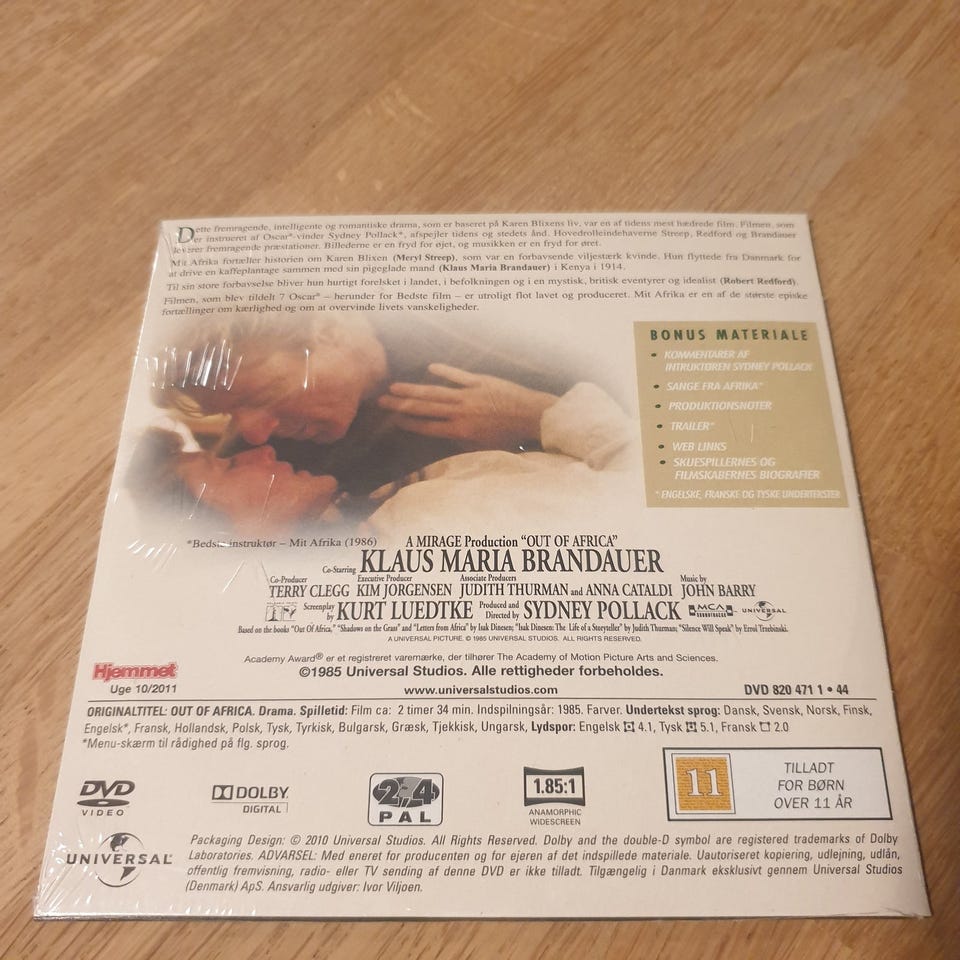 Dette fremragende, intelligente og romantiske drama, som er baseret på Karen Blixens liv, var en af tidens mest hædrede film. Filmen, som
er instrueret af Oscar®-vinder Sydney Pollack*, afspejler tidens og stedets ånd. Hovedrolleindehaverne Streep, Redford og Brandauer
leverer fremragende præstationer. Billederne er en fryd for øjet, og musikken er en fryd for øret.
Mit Afrika fortæller historien om Karen Blixen (Meryl Streep), som var en forbavsende viljestærk kvinde. Hun flyttede fra Danmark for
at drive en kaffeplantage sammen med sin pigeglade mand (Klaus Maria Brandauer) i Kenya i 1914.
Til sin store forbavselse bliver hun hurtigt forelsket i landet, i befolkningen og i en mystisk, britisk eventyrer og idealist (Robert Redford).
Filmen, som blev tildelt 7 Oscar® – herunder for Bedste film – er utroligt flot lavet og produceret. Mit Afrika er en af de største episke
fortællinger om kærlighed og om at overvinde livets vanskeligheder.
BONUS MATERIALE
• KOMMENTARER AF
INTRUKTØREN SYDNEY POLLACK
• SANGE FRA AFRIKA*
• PRODUKTIONSNOTER
• TRAILER*
• WEB LINKS
• SKUESPILLERNES OG
FILMSKABERNES BIOGRAFIER
*: ENGELSKE, FRANSKE OG TYSKE UNDERTEKSTER
*Bedste instruktør – Mit Afrika (1986)
A MIRAGE Production "OUT OF AFRICA"
Co-Starring KLAUS MARIA BRANDAUER
Co-Producer TERRY CLEGG Executive Producer KIM JORGENSEN Associate Producers JUDITH THURMAN and ANNA CATALDI Music by JOHN BARRY
Screenplay by KURT LUEDTKE Produced and Directed by SYDNEY POLLACK MCA SOUNDTRACKS UNIVERSAL
Based on the books "Out Of Africa," "Shadows on the Grass" and "Letters from Africa" by Isak Dinesen; "Isak Dinesen: The Life of a Storyteller" by Judith Thurman; "Silence Will Speak" by Errol Trzebinski.
A UNIVERSAL PICTURE. © 1985 UNIVERSAL STUDIOS. ALL RIGHTS RESERVED.
Academy Award® er et registreret varemærke, der tilhører The Academy of Motion Picture Arts and Sciences.
©1985 Universal Studios. Alle rettigheder forbeholdes.
Hjemmet
Uge 10/2011
www.universalstudios.com
DVD 820 471 1 • 44
ORIGINALTITEL: OUT OF AFRICA. Drama. Spilletid: Film ca: 2 timer 34 min. Indspilningsår: 1985. Farver. Undertekst sprog: Dansk, Svensk, Norsk, Finsk,
Engelsk*, Fransk, Hollandsk, Polsk, Tysk, Tyrkisk, Bulgarsk, Græsk, Tjekkisk, Ungarsk, Lydspor: Engelsk 4.1, Tysk 5.1, Fransk 2.0
*Menu-skærm til rådighed på flg. sprog.
DVD
VIDEO
DOLBY
DIGITAL
2 4
PAL
1.85:1
ANAMORPHIC
WIDESCREEN
11
TILLADT
FOR BØRN
OVER 11 ÅR
UNIVERSAL
Packaging Design: © 2010 Universal Studios. All Rights Reserved. Dolby and the double-D symbol are registered trademarks of Dolby
Laboratories. ADVARSEL: Med eneret for producenten og for ejeren af det indspillede materiale. Uautoriseret kopiering, udlejning, udlån,
offentlig fremvisning, radio- eller TV sending af denne DVD er ikke tilladt. Tilgængelig i Danmark eksklusivt gennem Universal Studios
(Denmark) ApS. Ansvarlig udgiver: Ivor Viljoen.